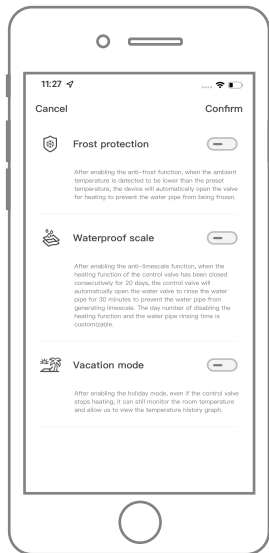 11:27
Cancel Confirm
Frost protection
After enabling the anti-frost function, when the ambient
temperature is detected to be lower than the preset
temperature, the device will automatically open the valve
for heating to prevent the water pipe from being frozen.
Waterproof scale
After enabling the anti-limescale function, when the
heating function of the control valve has been closed
consecutively for 20 days, the control valve will
automatically open the water valve to rinse the water
pipe for 30 minutes to prevent the water pipe from
generating limescale. The day number of disabling the
heating function and the water pipe rinsing time is
customizable.
Vacation mode
After enabling the holiday mode, even if the control valve
stops heating, it can still monitor the room temperature
and allow us to view the temperature history graph.